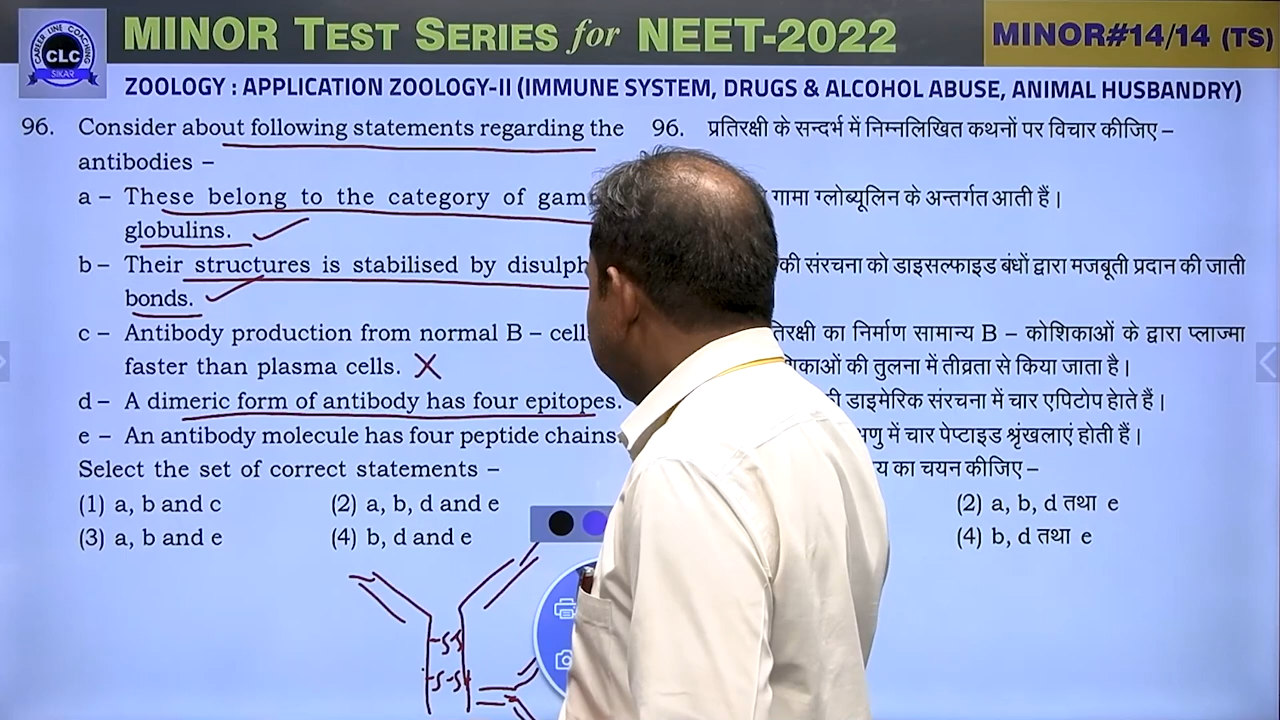 CAREER LINE COACHING
CLC
SIKAR
MINOR TEST SERIES for NEET-2022
MINOR#14/14 (TS)
ZOOLOGY : APPLICATION ZOOLOGY-II (IMMUNE SYSTEM, DRUGS & ALCOHOL ABUSE, ANIMAL HUSBANDRY)
96. Consider about following statements regarding the
antibodies –
a – These belong to the category of gam
globulins.
b – Their structures is stabilised by disulph
bonds.
c – Antibody production from normal B – cell
faster than plasma cells.
d – A dimeric form of antibody has four epitopes.
e – An antibody molecule has four peptide chains.
Select the set of correct statements –
(1) a, b and c (2) a, b, d and e
(3) a, b and e (4) b, d and e
-S-S
-S-S
96. प्रतिरक्षी के सन्दर्भ में निम्नलिखित कथनों पर विचार कीजिए –
गामा ग्लोब्यूलिन के अन्तर्गत आती हैं।
की संरचना को डाइसल्फाइड बंधों द्वारा मजबूती प्रदान की जाती
का निर्माण सामान्य B – कोशिकाओं के द्वारा प्लाज्मा
की तुलना में तीव्रता से किया जाता है।
डाइमेरिक संरचना में चार एपिटोप हेाते हैं।
में चार पेप्टाइड श्रृंखलाएं होती हैं।
का चयन कीजिए –
(2) a, b, d तथा e
(4) b, d तथा e